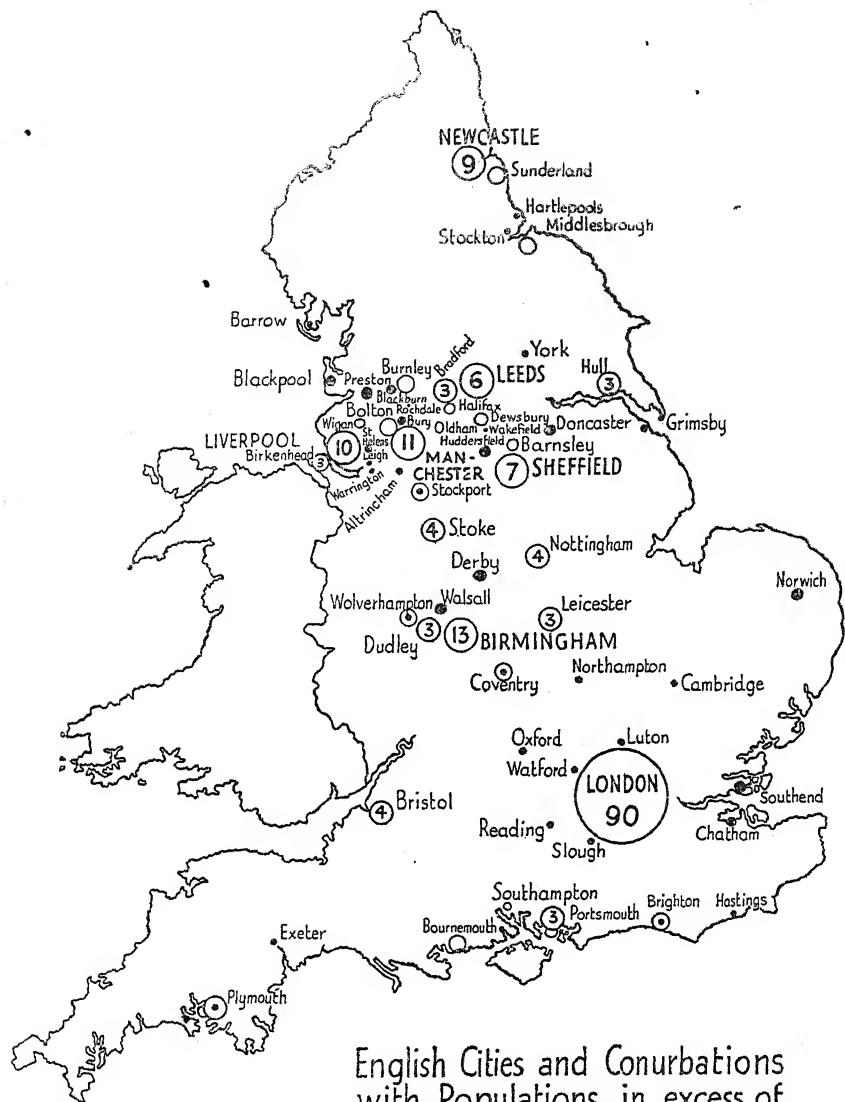 NEWCASTLE
9
Sunderland
Hartlepools
Middlesbrough
Stockton
Barrow
York
Bradford
Burnley
6
LEEDS
Hull
3
Blackpool
Preston
3
Blackburn
Halifax
Rochdale
Bolton
Dewsbury
Wigan
Bury
Oldham
Wakefield
Doncaster
Grimsby
LIVERPOOL
10
St.
Helens
11
Huddersfield
Barnsley
Birkenhead
3
Leigh
MAN-
CHESTER
7
SHEFFIELD
Warrington
Altrincham
Stockport
4
Stoke
4
Nottingham
Derby
Norwich
Wolverhampton
Walsall
Leicester
3
Dudley
3
13
BIRMINGHAM
Coventry
Northampton
Cambridge
Oxford
Luton
Watford
LONDON
90
Southend
4
Bristol
Reading
Chatham
Slough
Southampton
3
Portsmouth
Brighton
Hastings
Bournemouth
Exeter
Plymouth
English Cities and Conurbations
with Populations in excess of